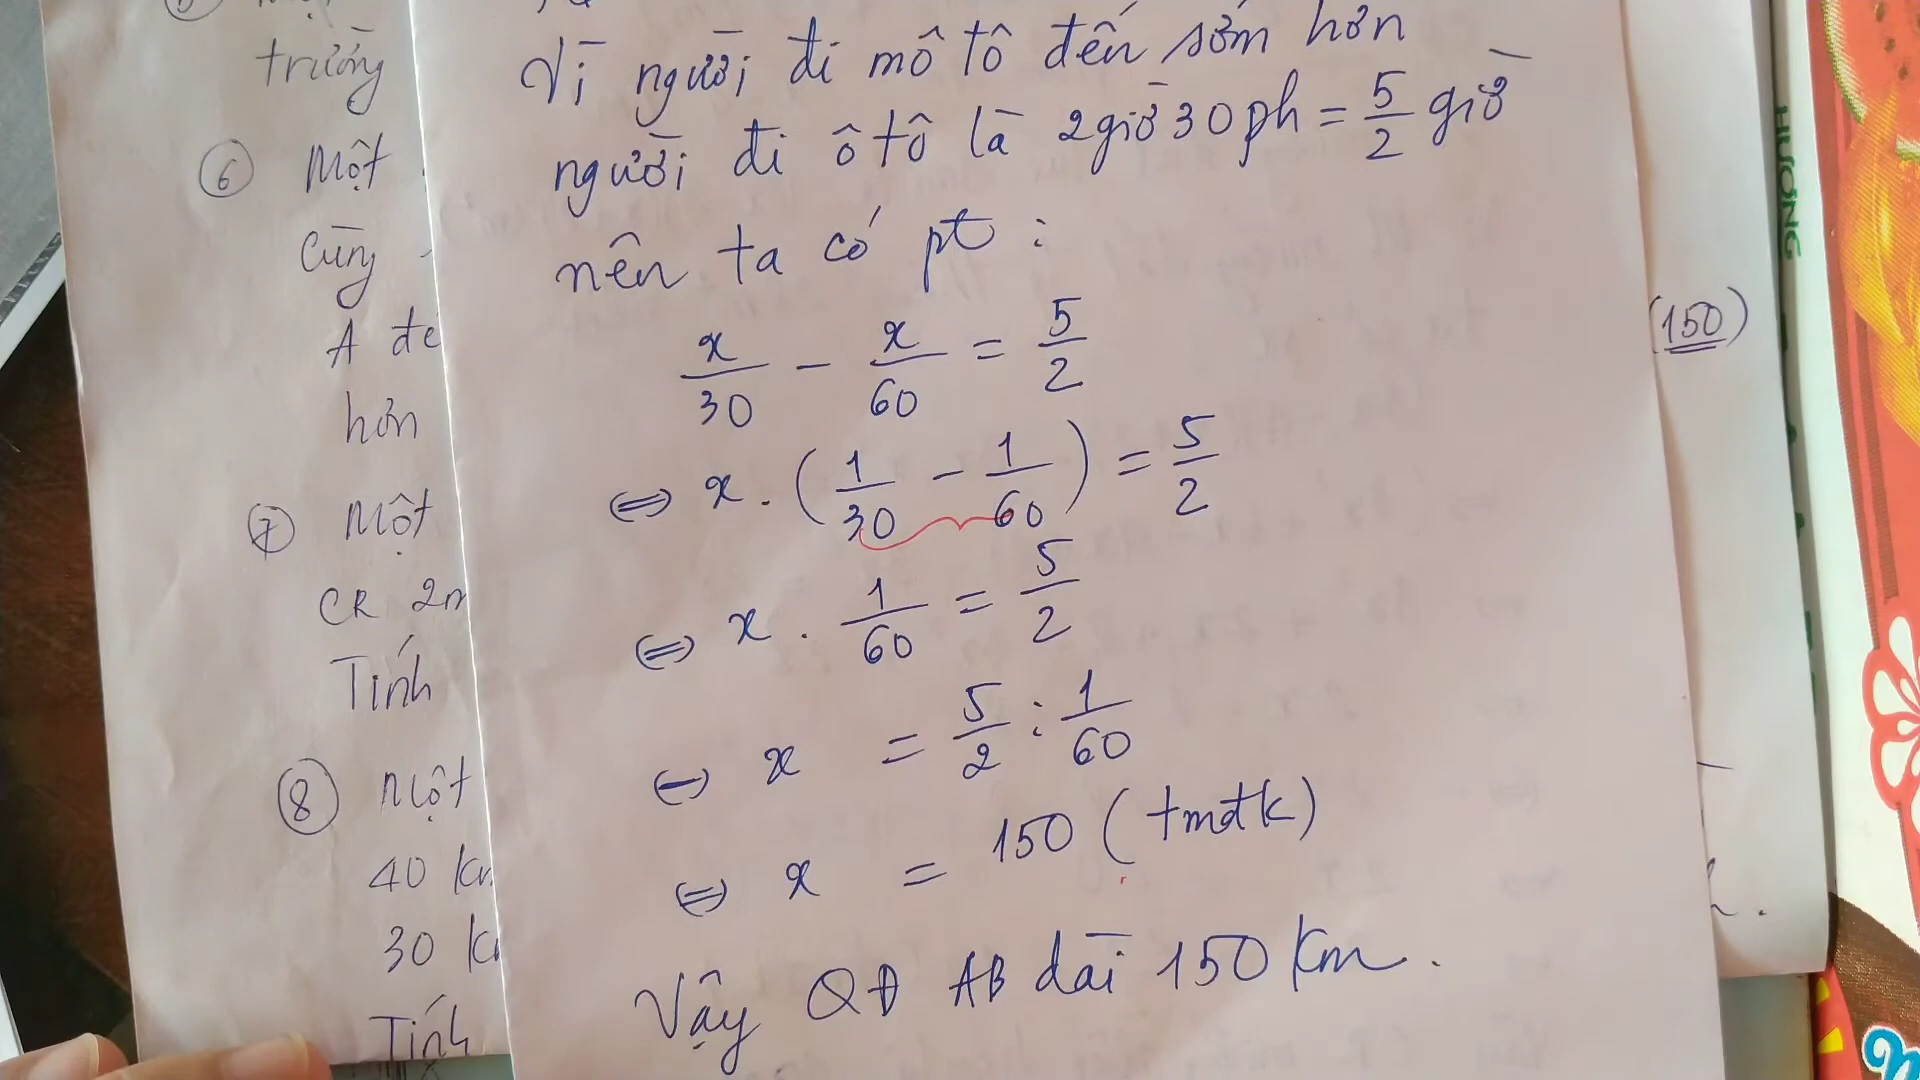 trường
⑥ Một
Cùng
A đế
hơn
⑦ Một
CR 2m
Tính
⑧ Một
40 km
30 km
Tính
Vì người đi mô tô đến sớm hơn
người đi ô tô là 2giờ 30ph = 5/2 giờ
nên ta có pt :
x/30 - x/60 = 5/2
⇔ x . (1/30 - 1/60) = 5/2
⇔ x . 1/60 = 5/2
⇔ x = 5/2 : 1/60
⇔ x = 150 (tmđk)
Vậy QĐ AB dài 150 km.
(150)
HƯƠNG